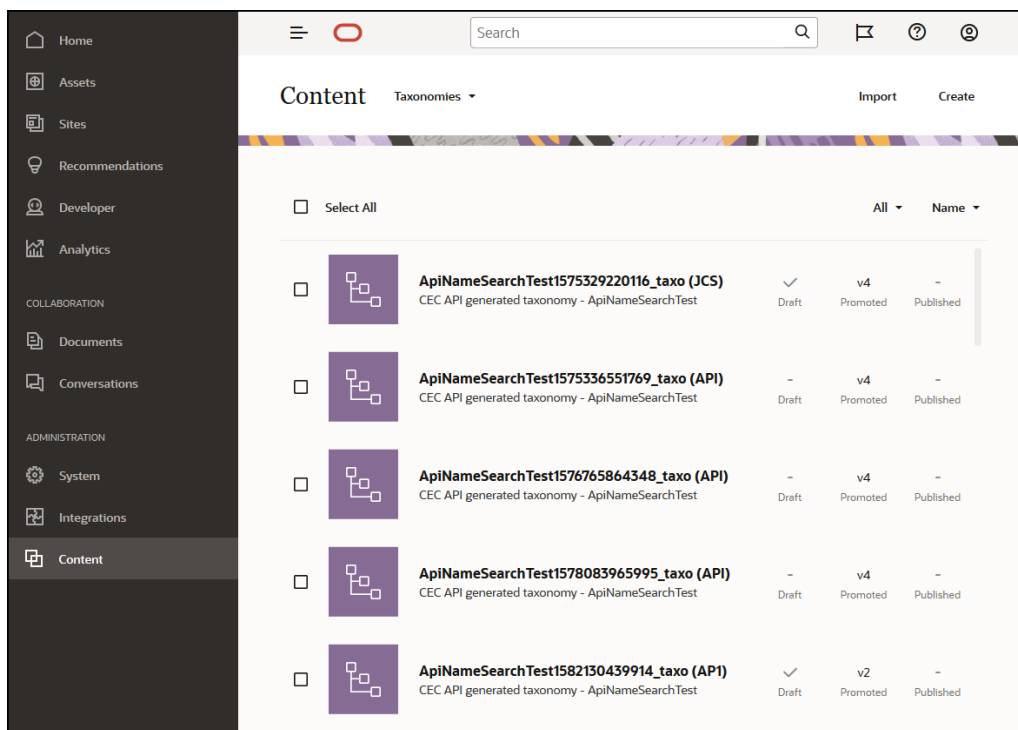 Home
Assets
Sites
Recommendations
Developer
Analytics
COLLABORATION
Documents
Conversations
ADMINISTRATION
System
Integrations
Content
Search
Content Taxonomies Import Create
Select All All Name
ApiNameSearchTest1575329220116_taxo (JCS)
CEC API generated taxonomy - ApiNameSearchTest
v4 -
Draft Promoted Published
ApiNameSearchTest1575336551769_taxo (API)
CEC API generated taxonomy - ApiNameSearchTest
- v4 -
Draft Promoted Published
ApiNameSearchTest1576765864348_taxo (API)
CEC API generated taxonomy - ApiNameSearchTest
- v4 -
Draft Promoted Published
ApiNameSearchTest1578083965995_taxo (API)
CEC API generated taxonomy - ApiNameSearchTest
- v4 -
Draft Promoted Published
ApiNameSearchTest1582130439914_taxo (AP1)
CEC API generated taxonomy - ApiNameSearchTest
v2 -
Draft Promoted Published